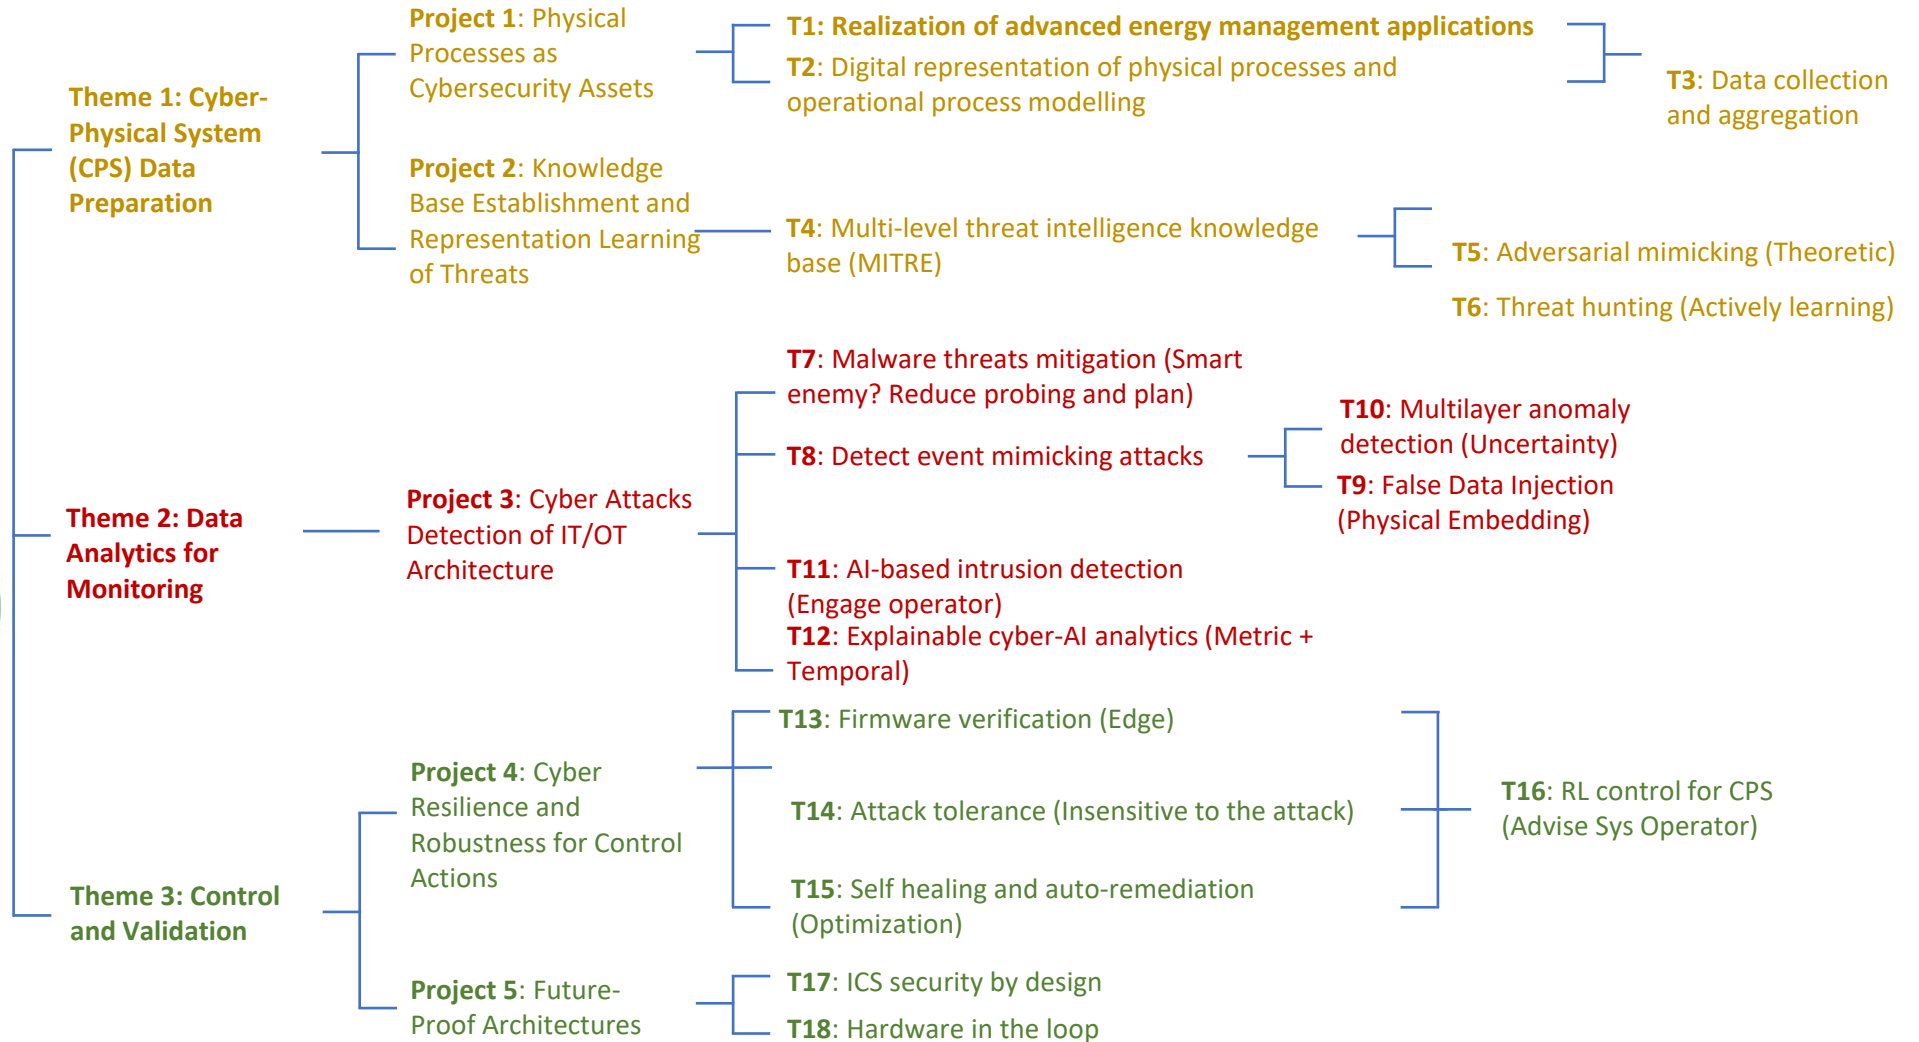 Theme 1: Cyber-
Physical System
(CPS) Data
Preparation
Project 1: Physical
Processes as
Cybersecurity Assets
T1: Realization of advanced energy management applications
T2: Digital representation of physical processes and
operational process modelling
T3: Data collection
and aggregation
Project 2: Knowledge
Base Establishment and
Representation Learning
of Threats
T4: Multi-level threat intelligence knowledge
base (MITRE)
T5: Adversarial mimicking (Theoretic)
T6: Threat hunting (Actively learning)
Theme 2: Data
Analytics for
Monitoring
Project 3: Cyber Attacks
Detection of IT/OT
Architecture
T7: Malware threats mitigation (Smart
enemy? Reduce probing and plan)
T8: Detect event mimicking attacks
T10: Multilayer anomaly
detection (Uncertainty)
T9: False Data Injection
(Physical Embedding)
T11: AI-based intrusion detection
(Engage operator)
T12: Explainable cyber-AI analytics (Metric +
Temporal)
Theme 3: Control
and Validation
Project 4: Cyber
Resilience and
Robustness for Control
Actions
T13: Firmware verification (Edge)
T14: Attack tolerance (Insensitive to the attack)
T15: Self healing and auto-remediation
(Optimization)
T16: RL control for CPS
(Advise Sys Operator)
Project 5: Future-
Proof Architectures
T17: ICS security by design
T18: Hardware in the loop